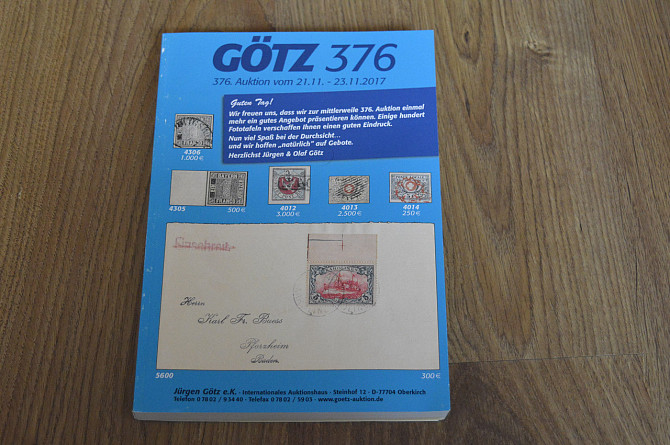 GÖTZ 376
376. Auktion vom 21.11. - 23.11.2017
Guten Tag!
Wir freuen uns, dass wir zur mittlerweile 376. Auktion einmal
mehr ein gutes Angebot präsentieren können. Einige hundert
Fototafeln verschaffen Ihnen einen guten Eindruck.
Nun viel Spaß bei der Durchsicht...
und wir hoffen „natürlich" auf Gebote.
Herzlichst Jürgen & Olaf Götz
4306
1.000€
BAYERN
FRANCO
4305
500€
4012
3.000€
4013
2.500€
4014
250€
Herrn
Karl Fr. Buess
Pforzheim
Baden.
5600
300€
Jürgen Götz e.K. - Internationales Auktionshaus - Steinhof 12 - D-77704 Oberkirch
Telefon 0 78 02 / 9 34 40 - Telefax 0 78 02 / 59 03 - www.goetz-auktion.de